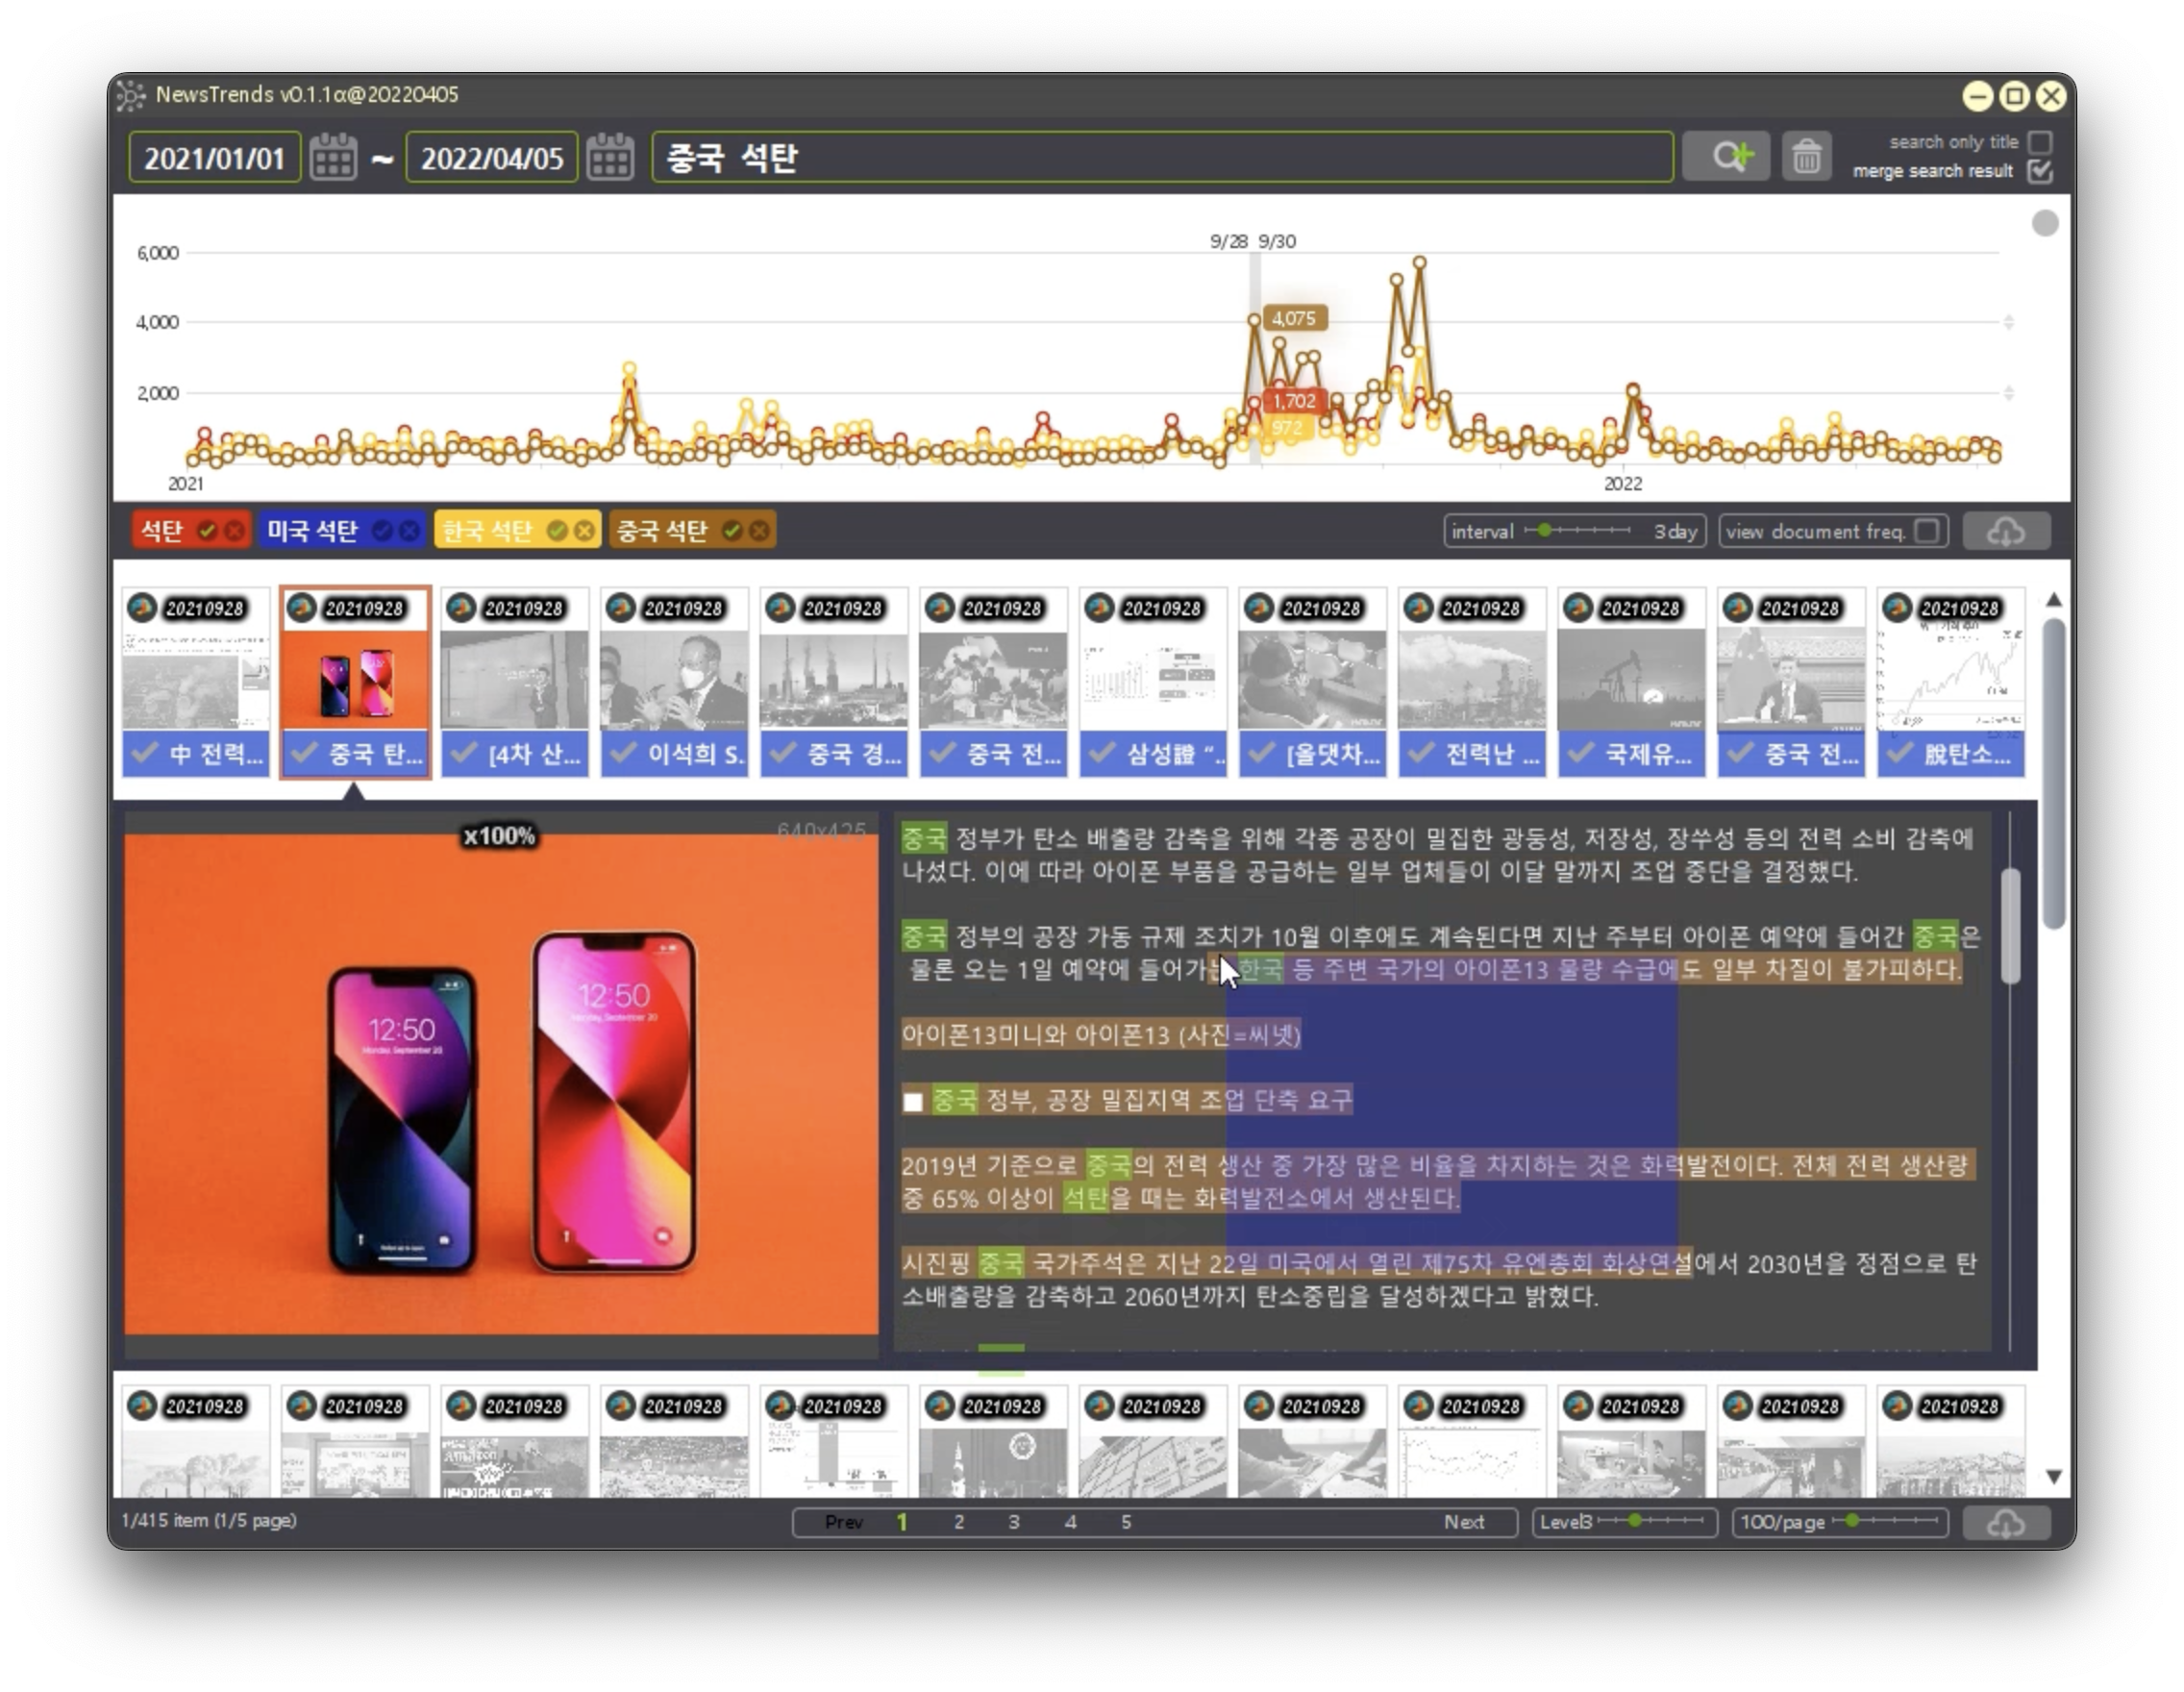 NewsTrends v0.1.1α@20220405
2021/01/01 ~ 2022/04/05 중국 석탄
search only title
merge search result
9/28 9/30
6,000
4,000
2,000
4,075
1,702
972
2021 2022
석탄 미국 석탄 한국 석탄 중국 석탄 interval 3day view document freq.
20210928 20210928 20210928 20210928 20210928 20210928 20210928 20210928 20210928 20210928 20210928 20210928
中 전력... 중국 탄... [4차 산... 이석희 S.. 중국 경... 중국 전... 삼성證 “.. [올댓차... 전력난 ... 국제유... 중국 전... 脫탄소...
x100% 640x425
12:50
Monday, September 20
12:50
Monday, September 20
중국 정부가 탄소 배출량 감축을 위해 각종 공장이 밀집한 광둥성, 저장성, 장쑤성 등의 전력 소비 감축에
나섰다. 이에 따라 아이폰 부품을 공급하는 일부 업체들이 이달 말까지 조업 중단을 결정했다.
중국 정부의 공장 가동 규제 조치가 10월 이후에도 계속된다면 지난 주부터 아이폰 예약에 들어간 중국은
물론 오는 1일 예약에 들어가는 한국 등 주변 국가의 아이폰13 물량 수급에도 일부 차질이 불가피하다.
아이폰13미니와 아이폰13 (사진=씨넷)
■ 중국 정부, 공장 밀집지역 조업 단축 요구
2019년 기준으로 중국의 전력 생산 중 가장 많은 비율을 차지하는 것은 화력발전이다. 전체 전력 생산량
중 65% 이상이 석탄을 때는 화력발전소에서 생산된다.
시진핑 중국 국가주석은 지난 22일 미국에서 열린 제75차 유엔총회 화상연설에서 2030년을 정점으로 탄
소배출량을 감축하고 2060년까지 탄소중립을 달성하겠다고 밝혔다.
20210928 20210928 20210928 20210928 20210928 20210928 20210928 20210928 20210928 20210928 20210928 20210928
1/415 item (1/5 page) Prev 1 2 3 4 5 Next Level3 100/page